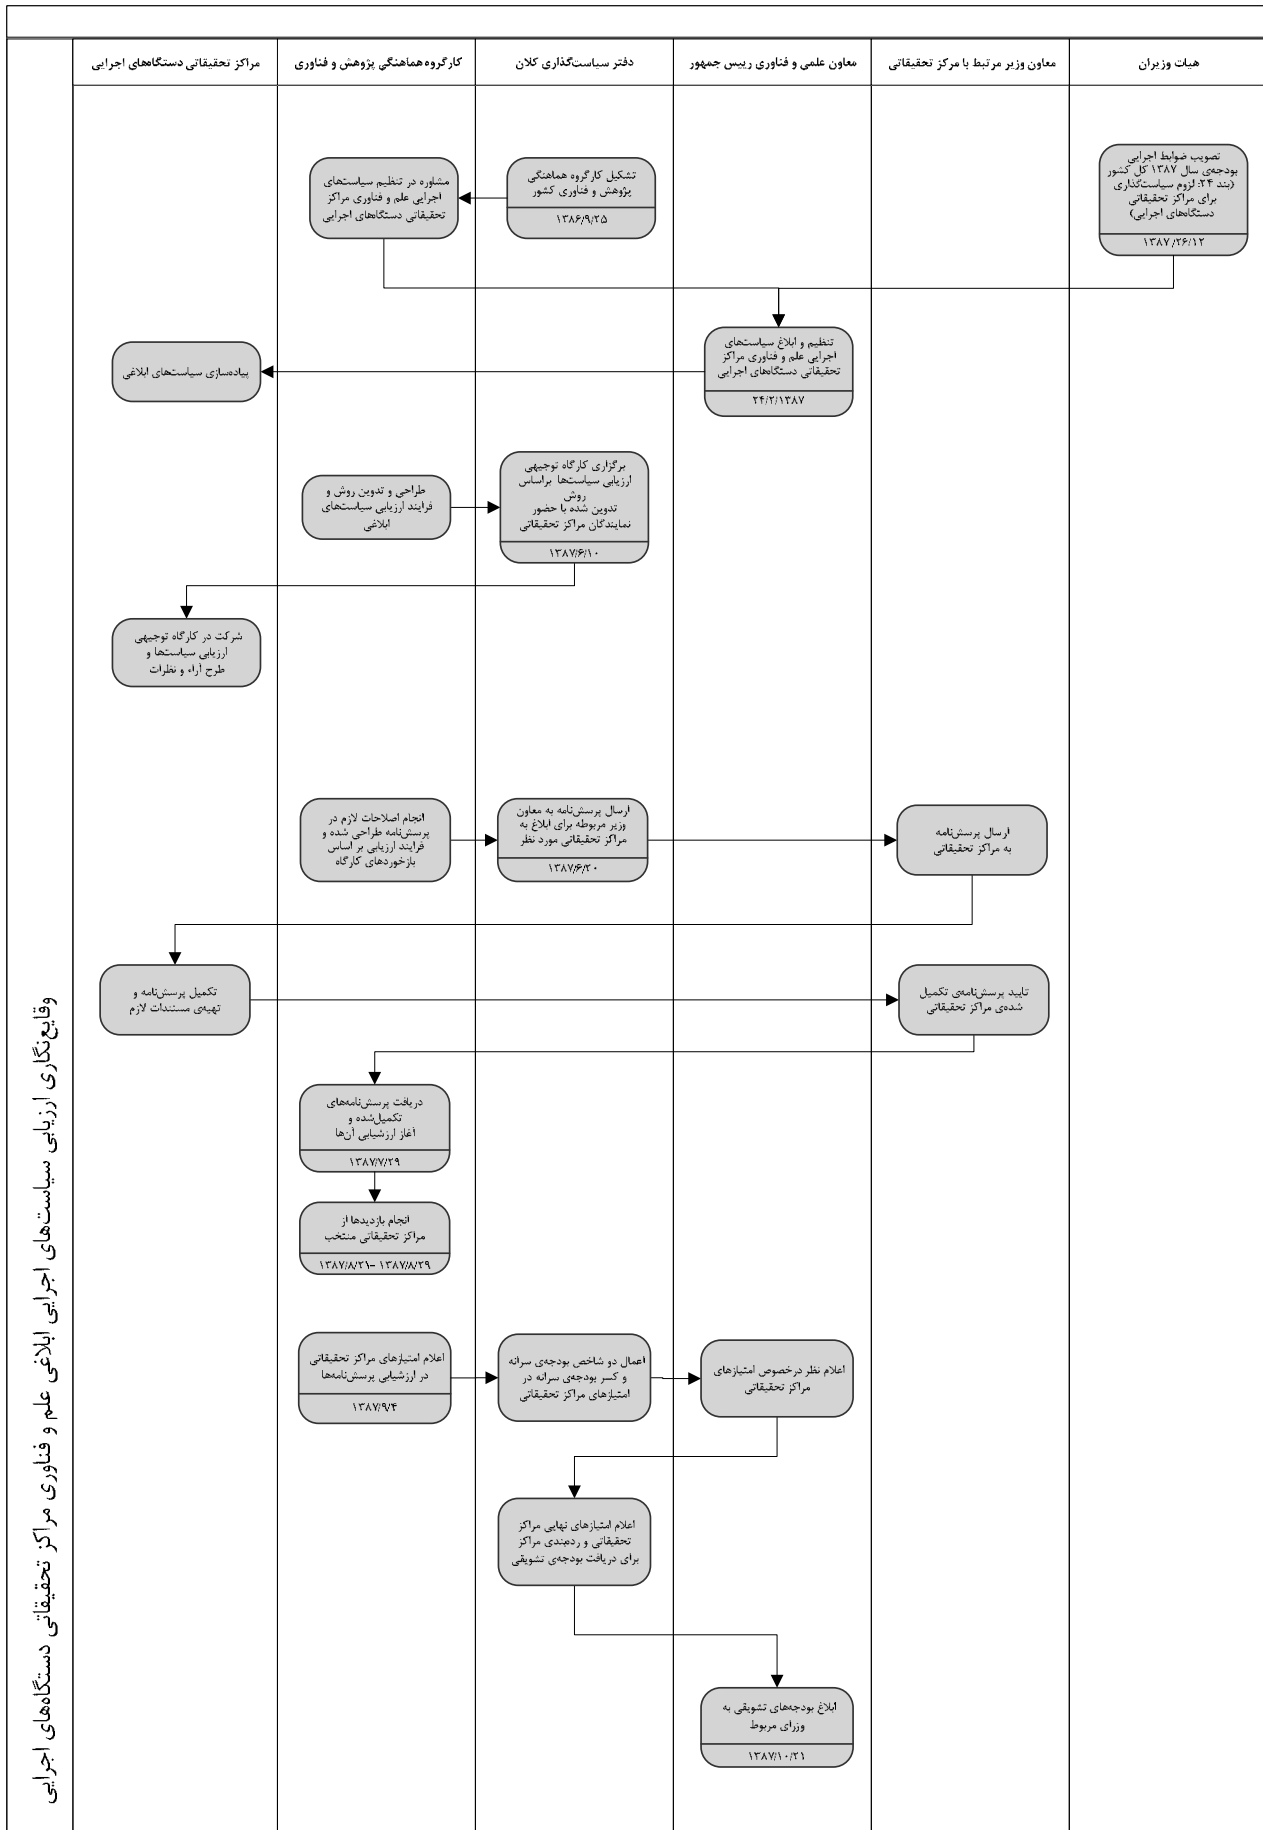 هیات وزیران
معاون وزیر مرتبط با مرکز تحقیقاتی
معاون علمی و فناوری رییس جمهور
دفتر سیاست‌گذاری کلان
کارگروه هماهنگی پژوهش و فناوری
مراکز تحقیقاتی دستگاه‌های اجرایی
تصویب ضوابط اجرایی
بودجه‌ی سال ۱۳۸۷ کل کشور
(بند ۲۴: لزوم سیاست‌گذاری
برای مراکز تحقیقاتی
دستگاه‌های اجرایی)
۱۳۸۷/۲۶/۱۲
تشکیل کارگروه هماهنگی
پژوهش و فناوری کشور
۱۳۸۶/۹/۲۵
مشاوره در تنظیم سیاست‌های
اجرایی علم و فناوری مراکز
تحقیقاتی دستگاه‌های اجرایی
تنظیم و ابلاغ سیاست‌های
اجرایی علم و فناوری مراکز
تحقیقاتی دستگاه‌های اجرایی
۲۴/۲/۱۳۸۷
پیاده‌سازی سیاست‌های ابلاغی
طراحی و تدوین روش و
فرایند ارزیابی سیاست‌های
ابلاغی
برگزاری کارگاه توجیهی
ارزیابی سیاست‌ها براساس
روش
تدوین شده با حضور
نمایندگان مراکز تحقیقاتی
۱۳۸۷/۶/۱۰
شرکت در کارگاه توجیهی
ارزیابی سیاست‌ها و
طرح آراء و نظرات
انجام اصلاحات لازم در
پرسش‌نامه طراحی شده و
فرایند ارزیابی بر اساس
بازخوردهای کارگاه
ارسال پرسش‌نامه به معاون
وزیر مربوطه برای ابلاغ به
مراکز تحقیقاتی مورد نظر
۱۳۸۷/۶/۲۰
ارسال پرسش‌نامه
به مراکز تحقیقاتی
تکمیل پرسش‌نامه و
تهیه‌ی مستندات لازم
تایید پرسش‌نامه‌ی تکمیل
شده‌ی مراکز تحقیقاتی
دریافت پرسش‌نامه‌های
تکمیل‌شده و
آغاز ارزشیابی آن‌ها
۱۳۸۷/۷/۲۹
انجام بازدیدها از
مراکز تحقیقاتی منتخب
۱۳۸۷/۸/۲۱- ۱۳۸۷/۸/۲۹
اعلام امتیازهای مراکز تحقیقاتی
در ارزشیابی پرسش‌نامه‌ها
۱۳۸۷/۹/۴
اعمال دو شاخص بودجه‌ی سرانه
و کسر بودجه‌ی سرانه در
امتیازهای مراکز تحقیقاتی
اعلام نظر درخصوص امتیازهای
مراکز تحقیقاتی
اعلام امتیازهای نهایی مراکز
تحقیقاتی و رده‌بندی مراکز
برای دریافت بودجه‌ی تشویقی
ابلاغ بودجه‌های تشویقی به
وزرای مربوط
۱۳۸۷/۱۰/۲۱
وقایع‌نگاری ارزیابی سیاست‌های اجرایی ابلاغی علم و فناوری مراکز تحقیقاتی دستگاه‌های اجرایی